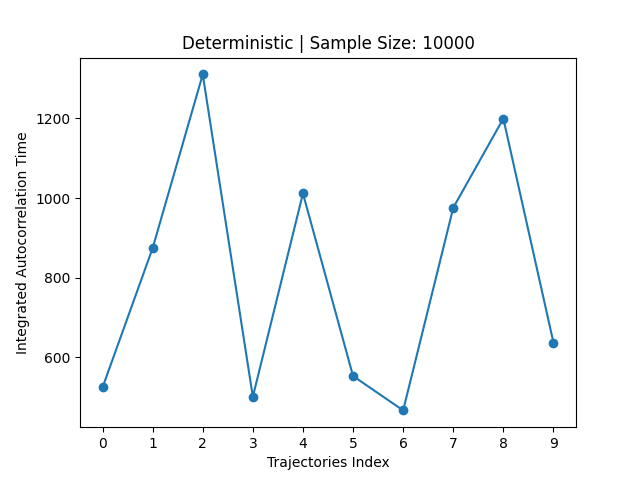 Deterministic | Sample Size: 10000
Integrated Autocorrelation Time
1200
1000
800
600
0 1 2 3 4 5 6 7 8 9
Trajectories Index